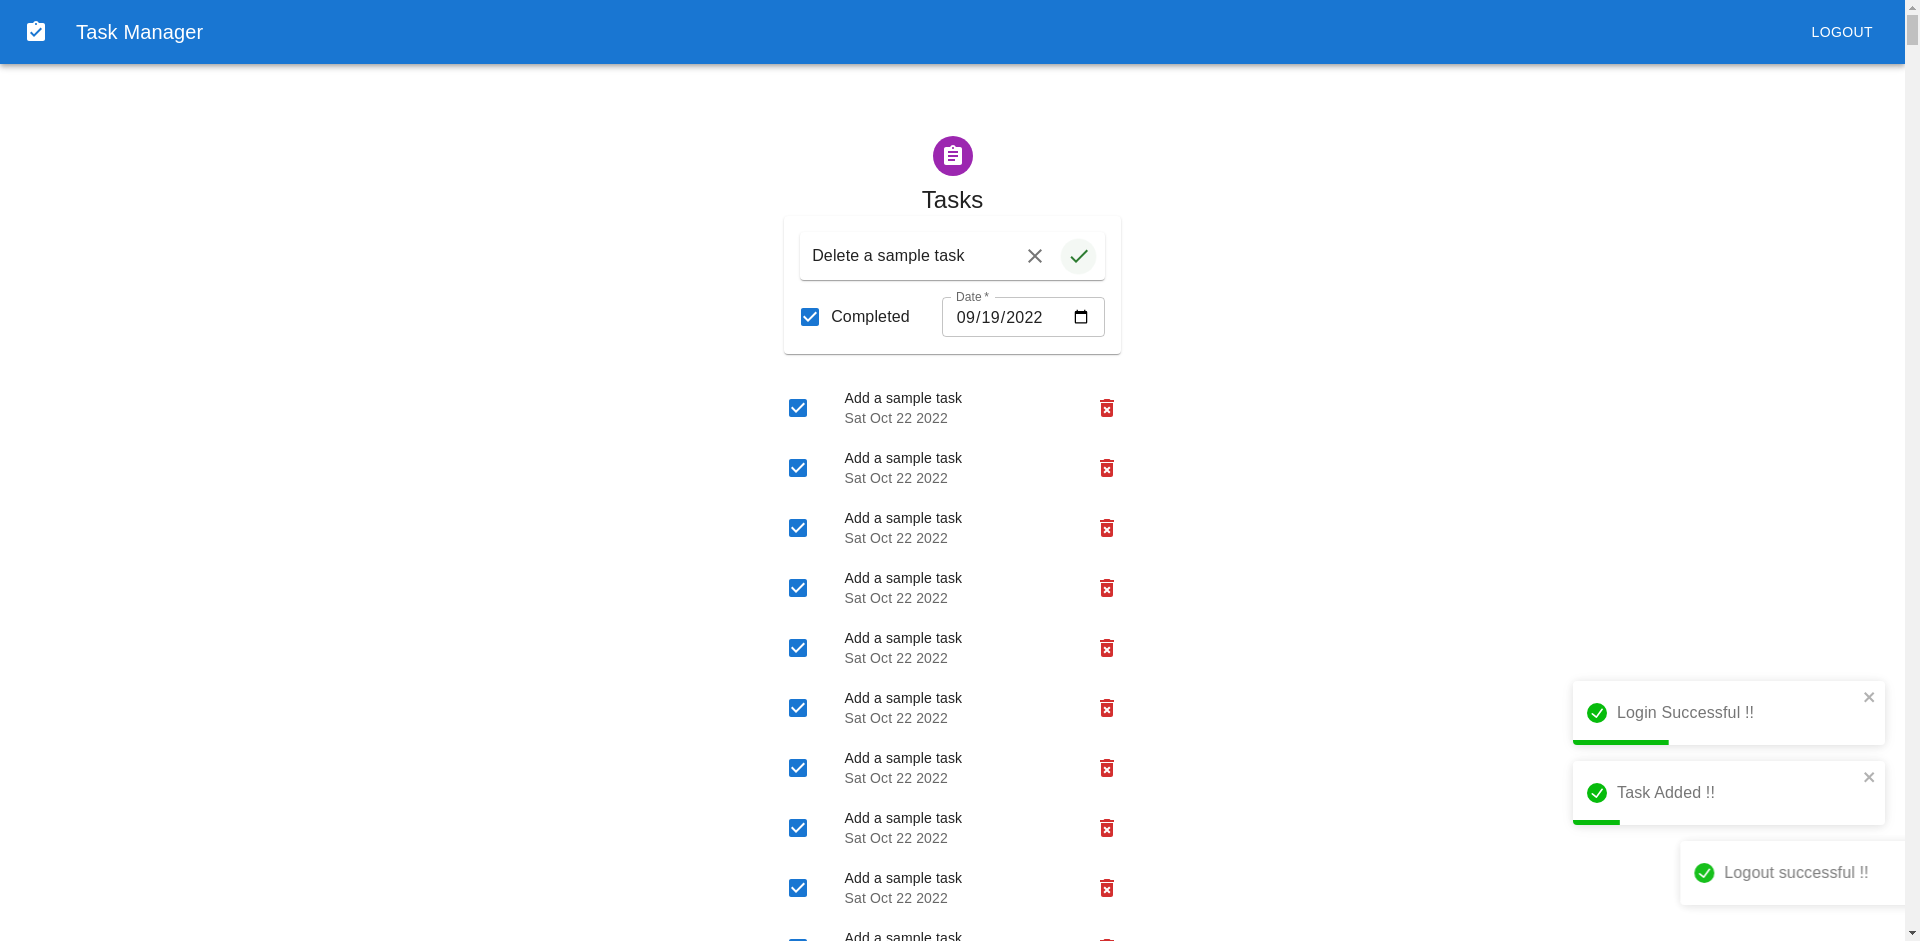 Task Manager
LOGOUT
Tasks
Delete a sample task
Completed
Date *
09/19/2022
Add a sample task
Sat Oct 22 2022
Add a sample task
Sat Oct 22 2022
Add a sample task
Sat Oct 22 2022
Add a sample task
Sat Oct 22 2022
Add a sample task
Sat Oct 22 2022
Add a sample task
Sat Oct 22 2022
Add a sample task
Sat Oct 22 2022
Add a sample task
Sat Oct 22 2022
Add a sample task
Sat Oct 22 2022
Add a sample task
Login Successful !!
Task Added !!
Logout successful !!